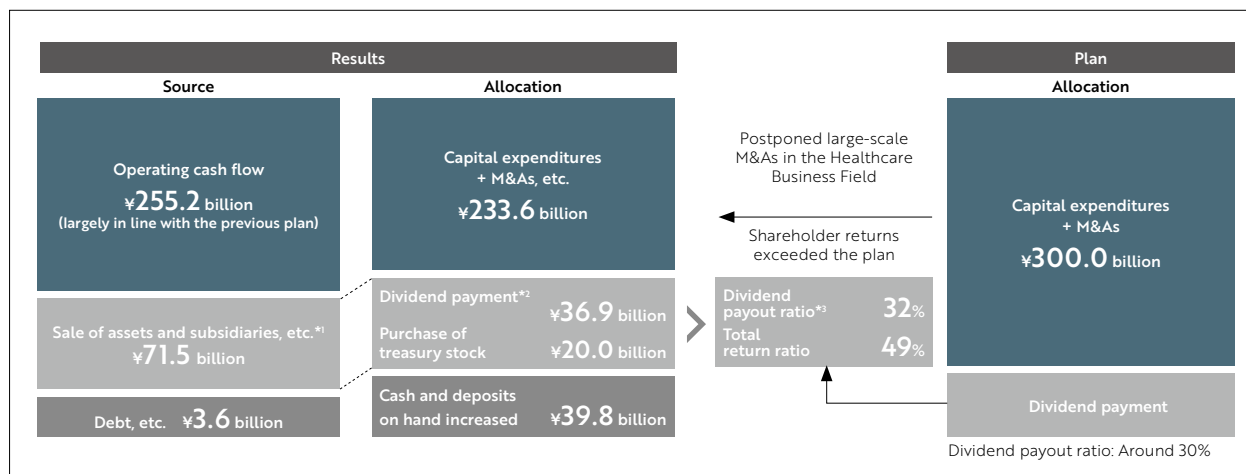 Results
Source
Operating cash flow
¥255.2 billion
(largely in line with the previous plan)
Sale of assets and subsidiaries, etc.*1
¥71.5 billion
Debt, etc. ¥3.6 billion
Allocation
Capital expenditures
+ M&As, etc.
¥233.6 billion
Dividend payment*2
¥36.9 billion
Purchase of
treasury stock ¥20.0 billion
Cash and deposits
on hand increased ¥39.8 billion
Postponed large-scale
M&As in the Healthcare
Business Field
Shareholder returns
exceeded the plan
Dividend
payout ratio*3 32%
Total
return ratio 49%
Plan
Allocation
Capital expenditures
+ M&As
¥300.0 billion
Dividend payment
Dividend payout ratio: Around 30%